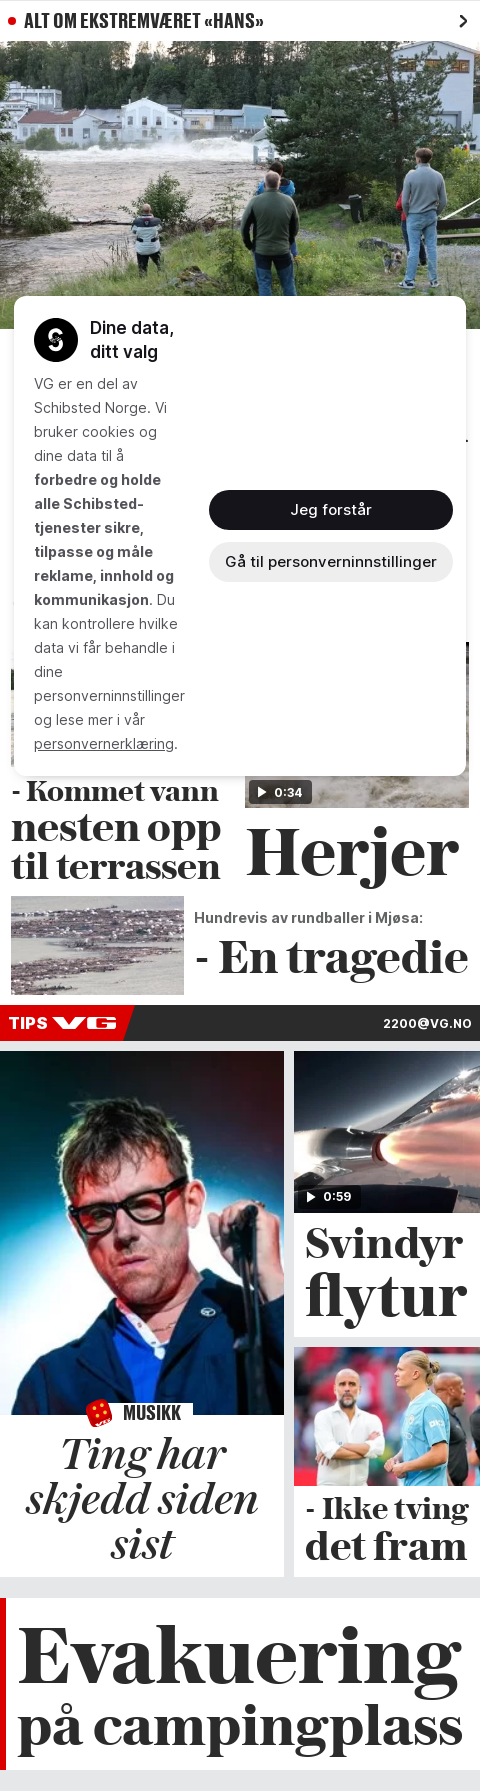 ALT OM EKSTREMVÆRET «HANS»
Dine data,
ditt valg
VG er en del av
Schibsted Norge. Vi
bruker cookies og
dine data til å
forbedre og holde
alle Schibsted-
tjenester sikre,
tilpasse og måle
reklame, innhold og
kommunikasjon. Du
kan kontrollere hvilke
data vi får behandle i
dine
personverninnstillinger
og lese mer i vår
personvernerklæring.
Jeg forstår
Gå til personverninnstillinger
- Kommet vann
nesten opp
til terrassen
0:34
Herjer
Hundrevis av rundballer i Mjøsa:
- En tragedie
TIPS VG
2200@VG.NO
MUSIKK
Ting har
skjedd siden
sist
0:59
Svindyr
flytur
- Ikke tving
det fram
Evakuering
på campingplass